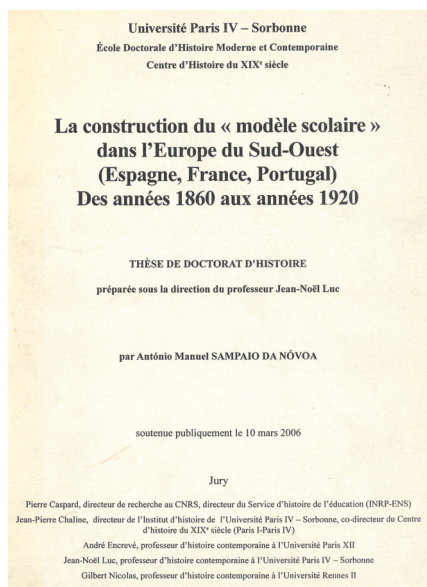 Université Paris IV – Sorbonne
École Doctorale d'Histoire Moderne et Contemporaine
Centre d'Histoire du XIXᵉ siècle
La construction du « modèle scolaire »
dans l'Europe du Sud-Ouest
(Espagne, France, Portugal)
Des années 1860 aux années 1920
THÈSE DE DOCTORAT D'HISTOIRE
préparée sous la direction du professeur Jean-Noël Luc
par António Manuel SAMPAIO DA NÓVOA
soutenue publiquement le 10 mars 2006
Jury
Pierre Caspard, directeur de recherche au CNRS, directeur du Service d'histoire de l'éducation (INRP-ENS)
Jean-Pierre Chaline, directeur de l'Institut d'histoire de l'Université Paris IV – Sorbonne, co-directeur du Centre
d'histoire du XIXᵉ siècle (Paris I-Paris IV)
André Encrevé, professeur d'histoire contemporaine à l'Université Paris XII
Jean-Noël Luc, professeur d'histoire contemporaine à l'Université Paris IV – Sorbonne
Gilbert Nicolas, professeur d'histoire contemporaine à l'Université Rennes II